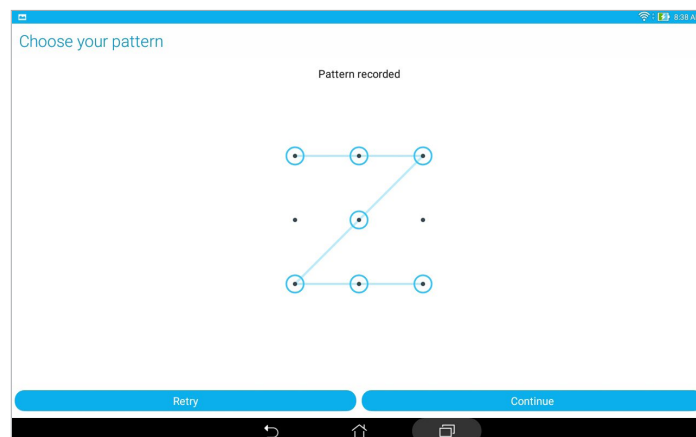 8:38 A
Choose your pattern
Pattern recorded
Retry
Continue